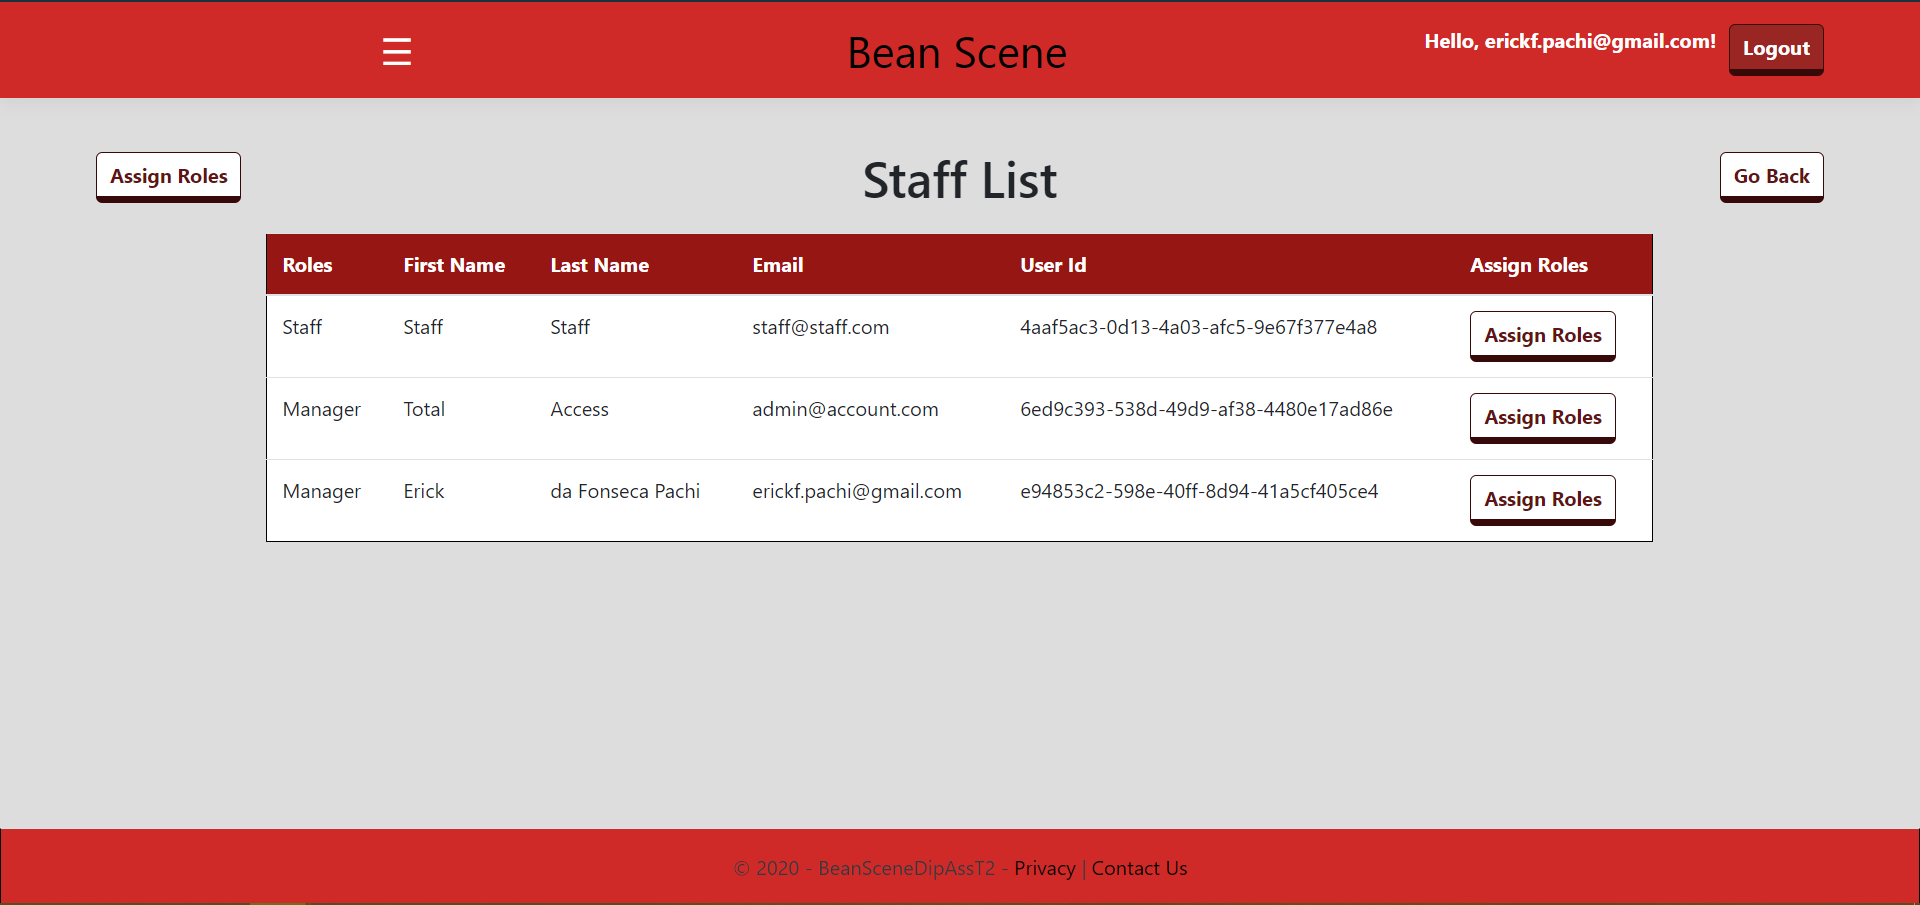 ☰ Bean Scene Hello, erickf.pachi@gmail.com! Logout
Assign Roles Staff List Go Back
Roles First Name Last Name Email User Id Assign Roles
Staff Staff Staff staff@staff.com 4aaf5ac3-0d13-4a03-afc5-9e67f377e4a8 Assign Roles
Manager Total Access admin@account.com 6ed9c393-538d-49d9-af38-4480e17ad86e Assign Roles
Manager Erick da Fonseca Pachi erickf.pachi@gmail.com e94853c2-598e-40ff-8d94-41a5cf405ce4 Assign Roles
© 2020 - BeanSceneDipAssT2 - Privacy | Contact Us